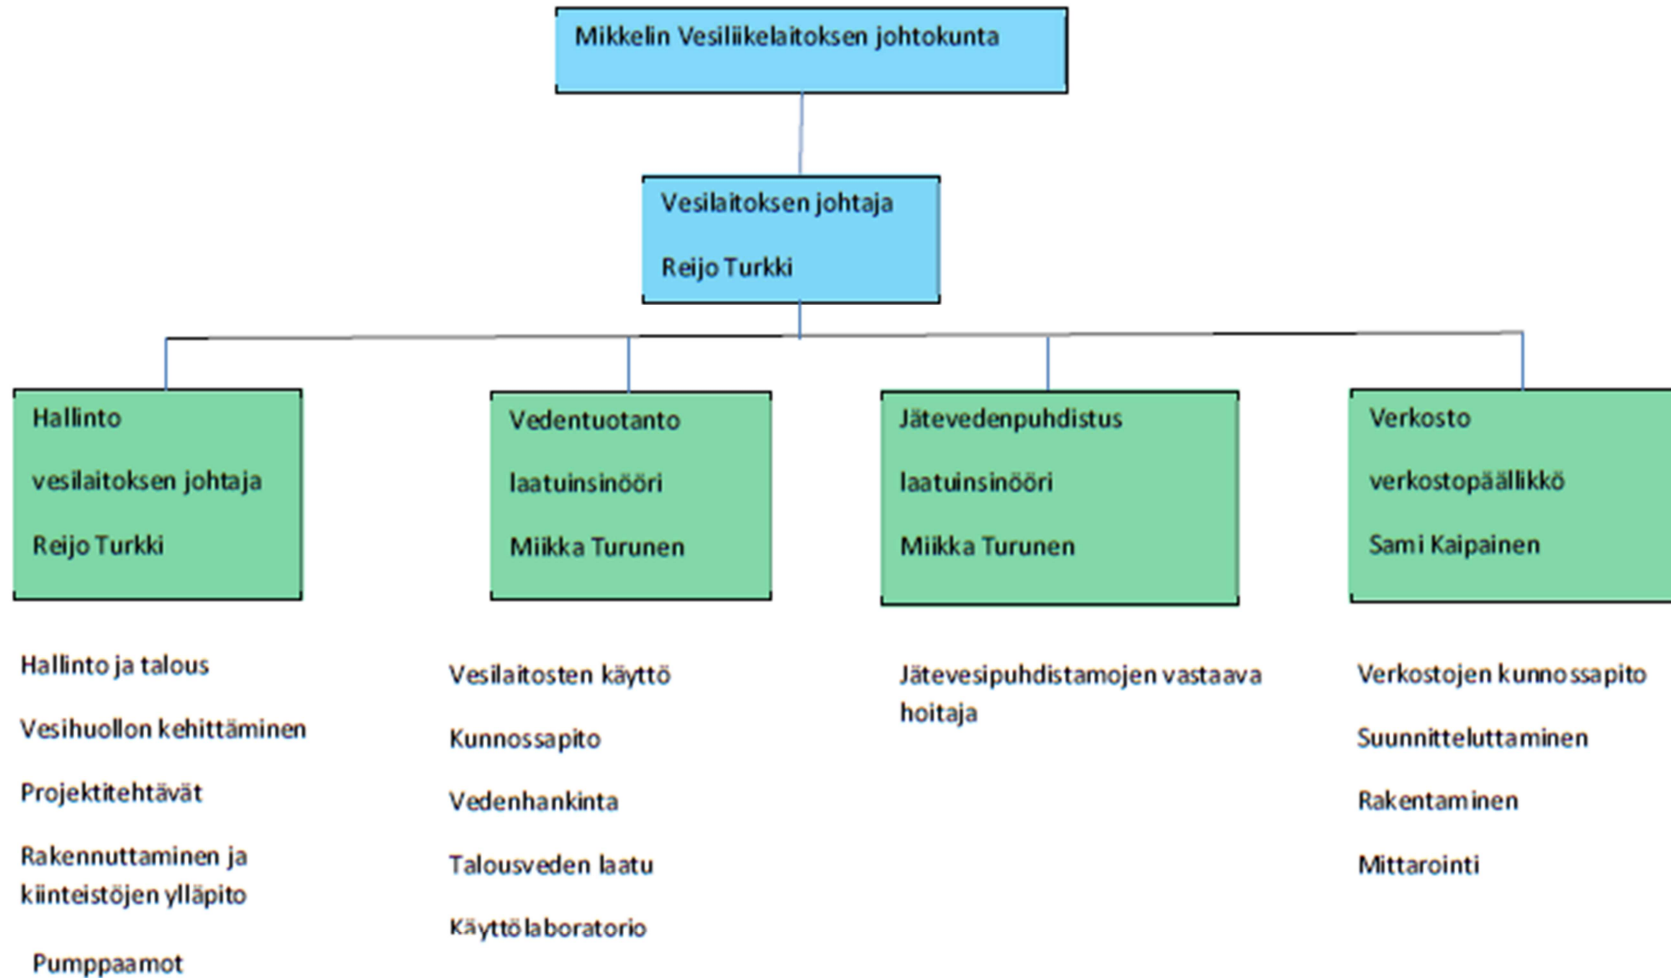 Mikkelin Vesiliikelaitoksen johtokunta
Vesilaitoksen johtaja
Reijo Turkki
Hallinto
vesilaitoksen johtaja
Reijo Turkki
Vedentuotanto
laatuinsinööri
Miikka Turunen
Jätevedenpuhdistus
laatuinsinööri
Miikka Turunen
Verkosto
verkostopäällikkö
Sami Kaipainen
Hallinto ja talous
Vesihuollon kehittäminen
Projektitehtävät
Rakennuttaminen ja
kiinteistöjen ylläpito
Pumppaamot
Vesilaitosten käyttö
Kunnossapito
Vedenhankinta
Talousveden laatu
Käyttölaboratorio
Jätevesipuhdistamojen vastaava
hoitaja
Verkostojen kunnossapito
Suunnitteluttaminen
Rakentaminen
Mittarointi